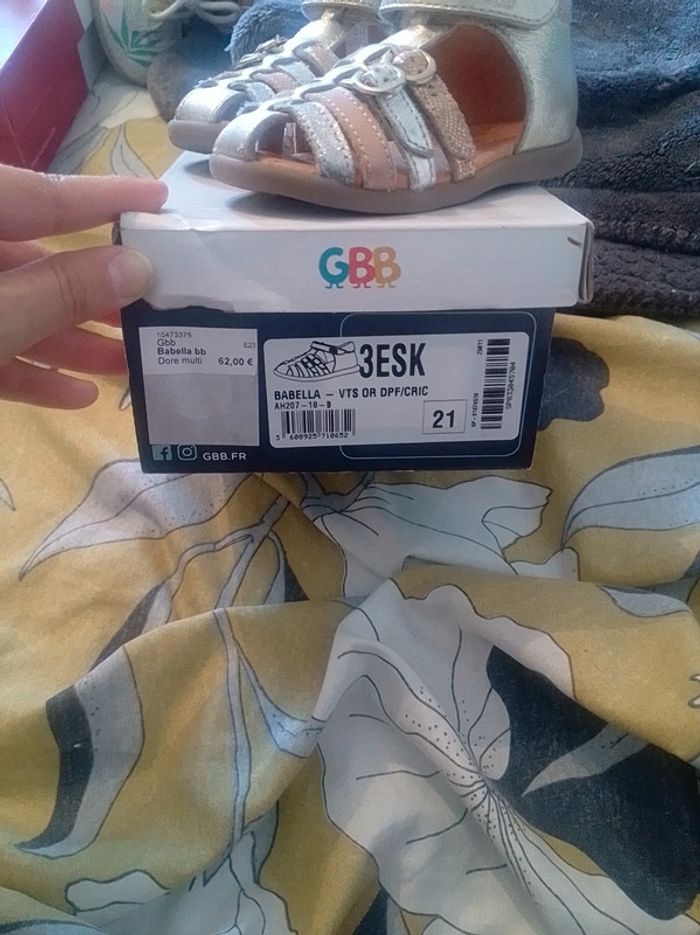 GBB
10473375
Gbb
E23
Babella bb
Dore multi 62,00 €
3ESK
BABELLA - VTS OR DPF/CRIC
AH207-18-B
21
3 608925 710652
GBB.FR